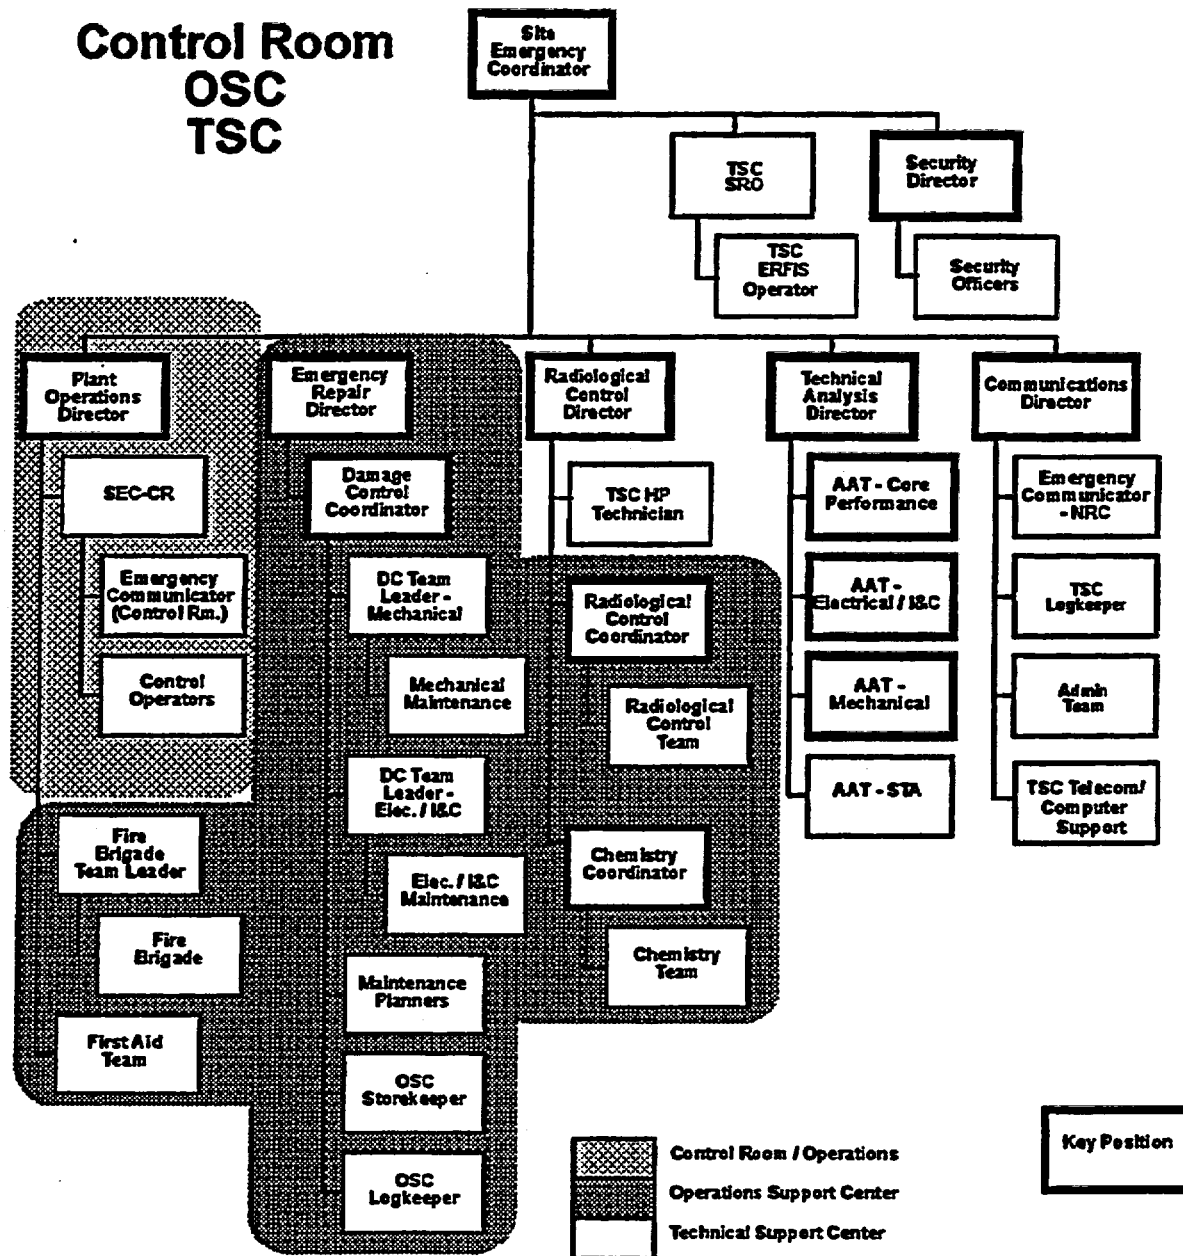 Control Room
OSC
TSC
Site
Emergency
Coordinator
TSC
SRO
Security
Director
TSC
ERFIS
Operator
Security
Officers
Plant
Operations
Director
Emergency
Repair
Director
Radiological
Control
Director
Technical
Analysis
Director
Communications
Director
SEC-CR
Damage
Control
Coordinator
TSC HP
Technician
AAT - Core
Performance
Emergency
Communicator
- NRC
Emergency
Communicator
(Control Rm.)
DC Team
Leader -
Mechanical
Radiological
Control
Coordinator
AAT -
Electrical / I&C
TSC
Logkeeper
Control
Operators
Mechanical
Maintenance
Radiological
Control
Team
AAT -
Mechanical
Admin
Team
DC Team
Leader -
Elec. / I&C
AAT - STA
TSC Telecom/
Computer
Support
Fire
Brigade
Team Leader
Elec. / I&C
Maintenance
Chemistry
Coordinator
Fire
Brigade
Maintenance
Planners
Chemistry
Team
First Aid
Team
OSC
Storekeeper
OSC
Logkeeper
Control Room / Operations
Operations Support Center
Technical Support Center
Key Position